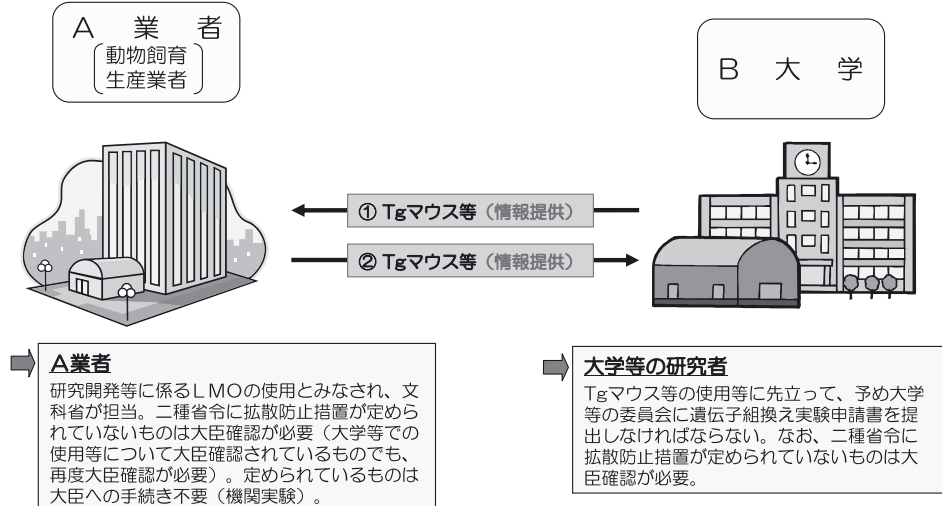 A 業 者
動物飼育
生産業者
B 大 学
① Tgマウス等（情報提供）
② Tgマウス等（情報提供）
A業者
研究開発等に係るＬＭＯの使用とみなされ、文
科省が担当。二種省令に拡散防止措置が定めら
れていないものは大臣確認が必要（大学等での
使用等について大臣確認されているものでも、
再度大臣確認が必要）。定められているものは
大臣への手続き不要（機関実験）。
大学等の研究者
Tgマウス等の使用等に先立って、予め大学
等の委員会に遺伝子組換え実験申請書を提
出しなければならない。なお、二種省令に
拡散防止措置が定められていないものは大
臣確認が必要。